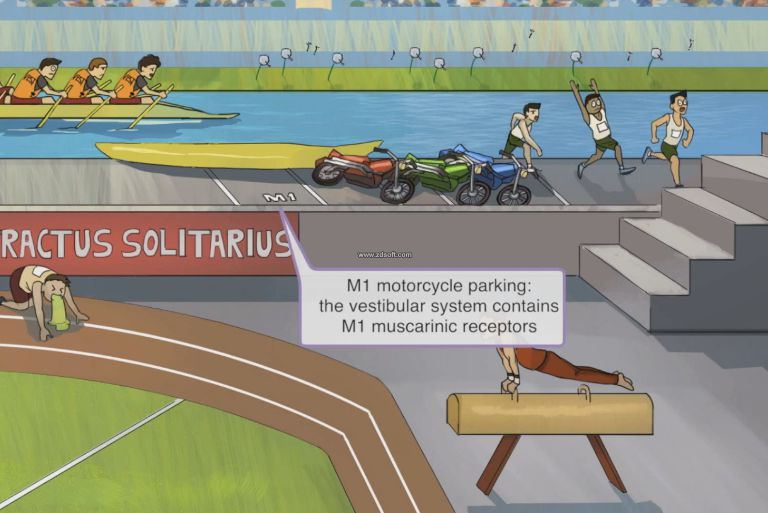 M1
RACTUS SOLITARIUS
www.zdsoft.com
M1 motorcycle parking:
the vestibular system contains
M1 muscarinic receptors